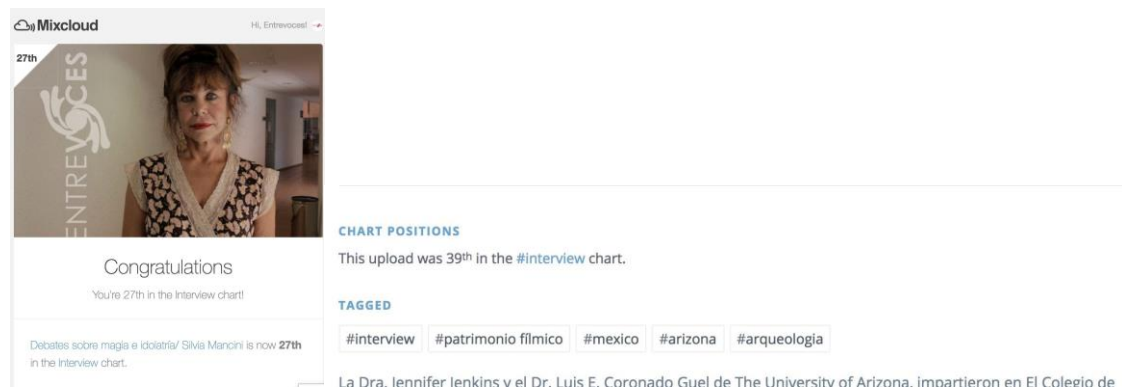 Mixcloud
Hi, Entrevoces!
27th
ENTREVOCES
Congratulations
You're 27th in the Interview chart!
Debates sobre magia e idolatría/ Silvia Mancini is now 27th
in the Interview chart.
CHART POSITIONS
This upload was 39th in the #interview chart.
TAGGED
#interview #patrimonio fílmico #mexico #arizona #arqueologia
La Dra. Jennifer Jenkins y el Dr. Luis E. Coronado Guel de The University of Arizona, impartieron en El Colegio de